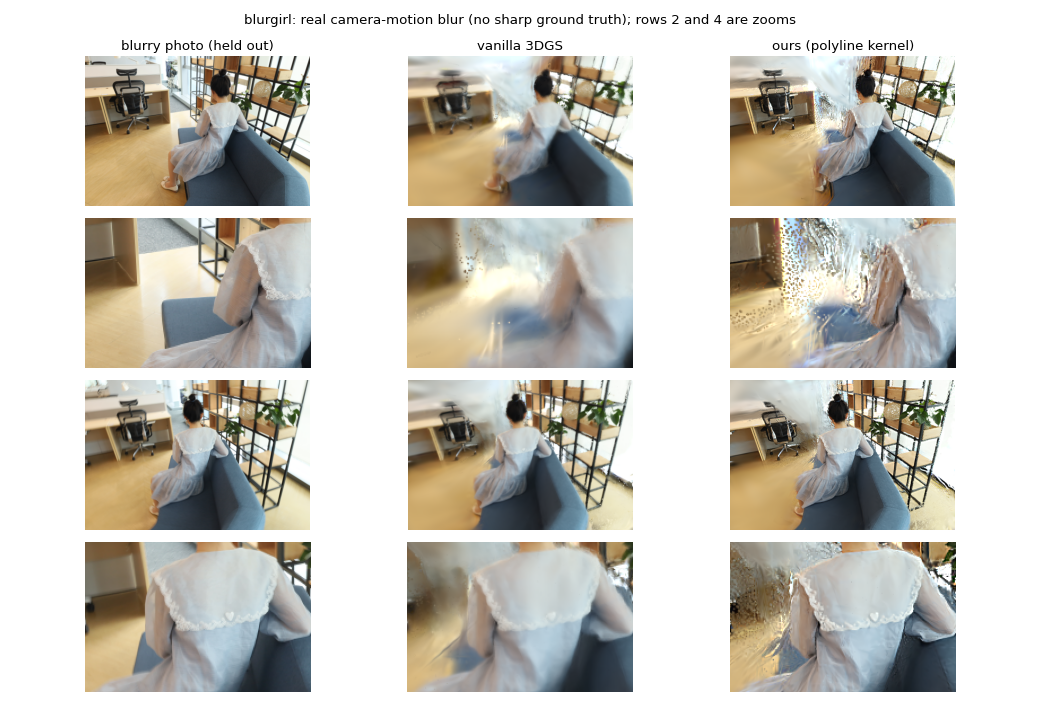 blurgirl: real camera-motion blur (no sharp ground truth); rows 2 and 4 are zooms
blurry photo (held out)
vanilla 3DGS
ours (polyline kernel)